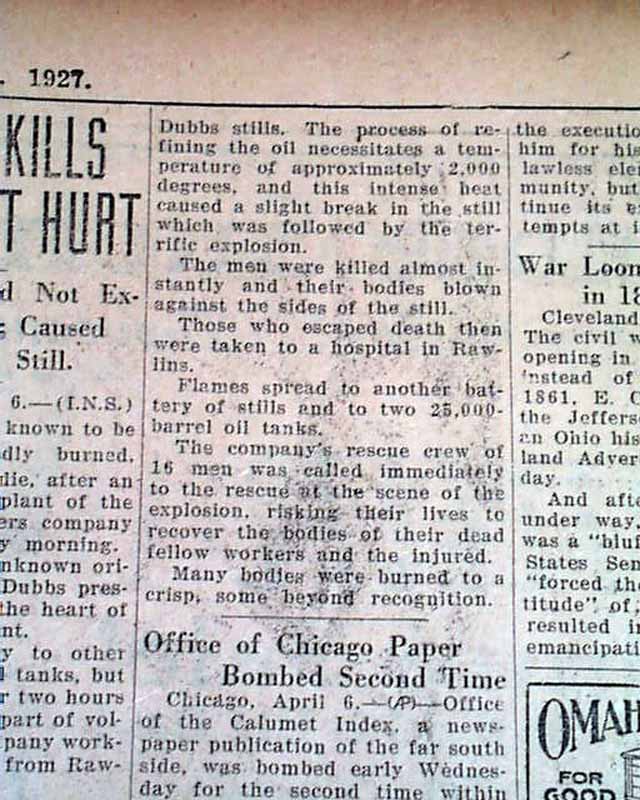 1927.
KILLS
T HURT
d Not Ex-
; Caused
Still.
6.—(I.N.S.)
known to be
dly burned,
lie, after an
plant of the
ers company
y morning.
nknown ori-
Dubbs pres-
the heart of
nt.
y to other
tanks, but
r two hours
part of vol-
pany work-
from Raw-
Dubbs stills. The process of re-
fining the oil necessitates a tem-
perature of approximately 2,000
degrees, and this intense heat
caused a slight break in the still
which was followed by the ter-
rific explosion.
The men were killed almost in-
stantly and their bodies blown
against the sides of the still.
Those who escaped death then
were taken to a hospital in Raw-
lins.
Flames spread to another bat-
tery of stills and to two 25,000-
barrel oil tanks.
The company's rescue crew of
16 men was called immediately
to the rescue at the scene of the
explosion, risking their lives to
recover the bodies of their dead
fellow workers and the injured.
Many bodies were burned to a
crisp, some beyond recognition.
Office of Chicago Paper
Bombed Second Time
Chicago, April 6.—(AP)—Office
of the Calumet Index, a news-
paper publication of the far south
side, was bombed early Wednes-
day for the second time within
the executio
him for his
lawless ele
munity, but
tinue its e
tempts at i
War Loom
in 18
Cleveland
The civil w
opening in
instead of
1861, E. C
the Jeffers
an Ohio his
land Adver
day.
And aft
under way,
was a "bluf
States Sen
"forced th
titude" of
resulted in
emancipati
OMAH
FOR
GOOD